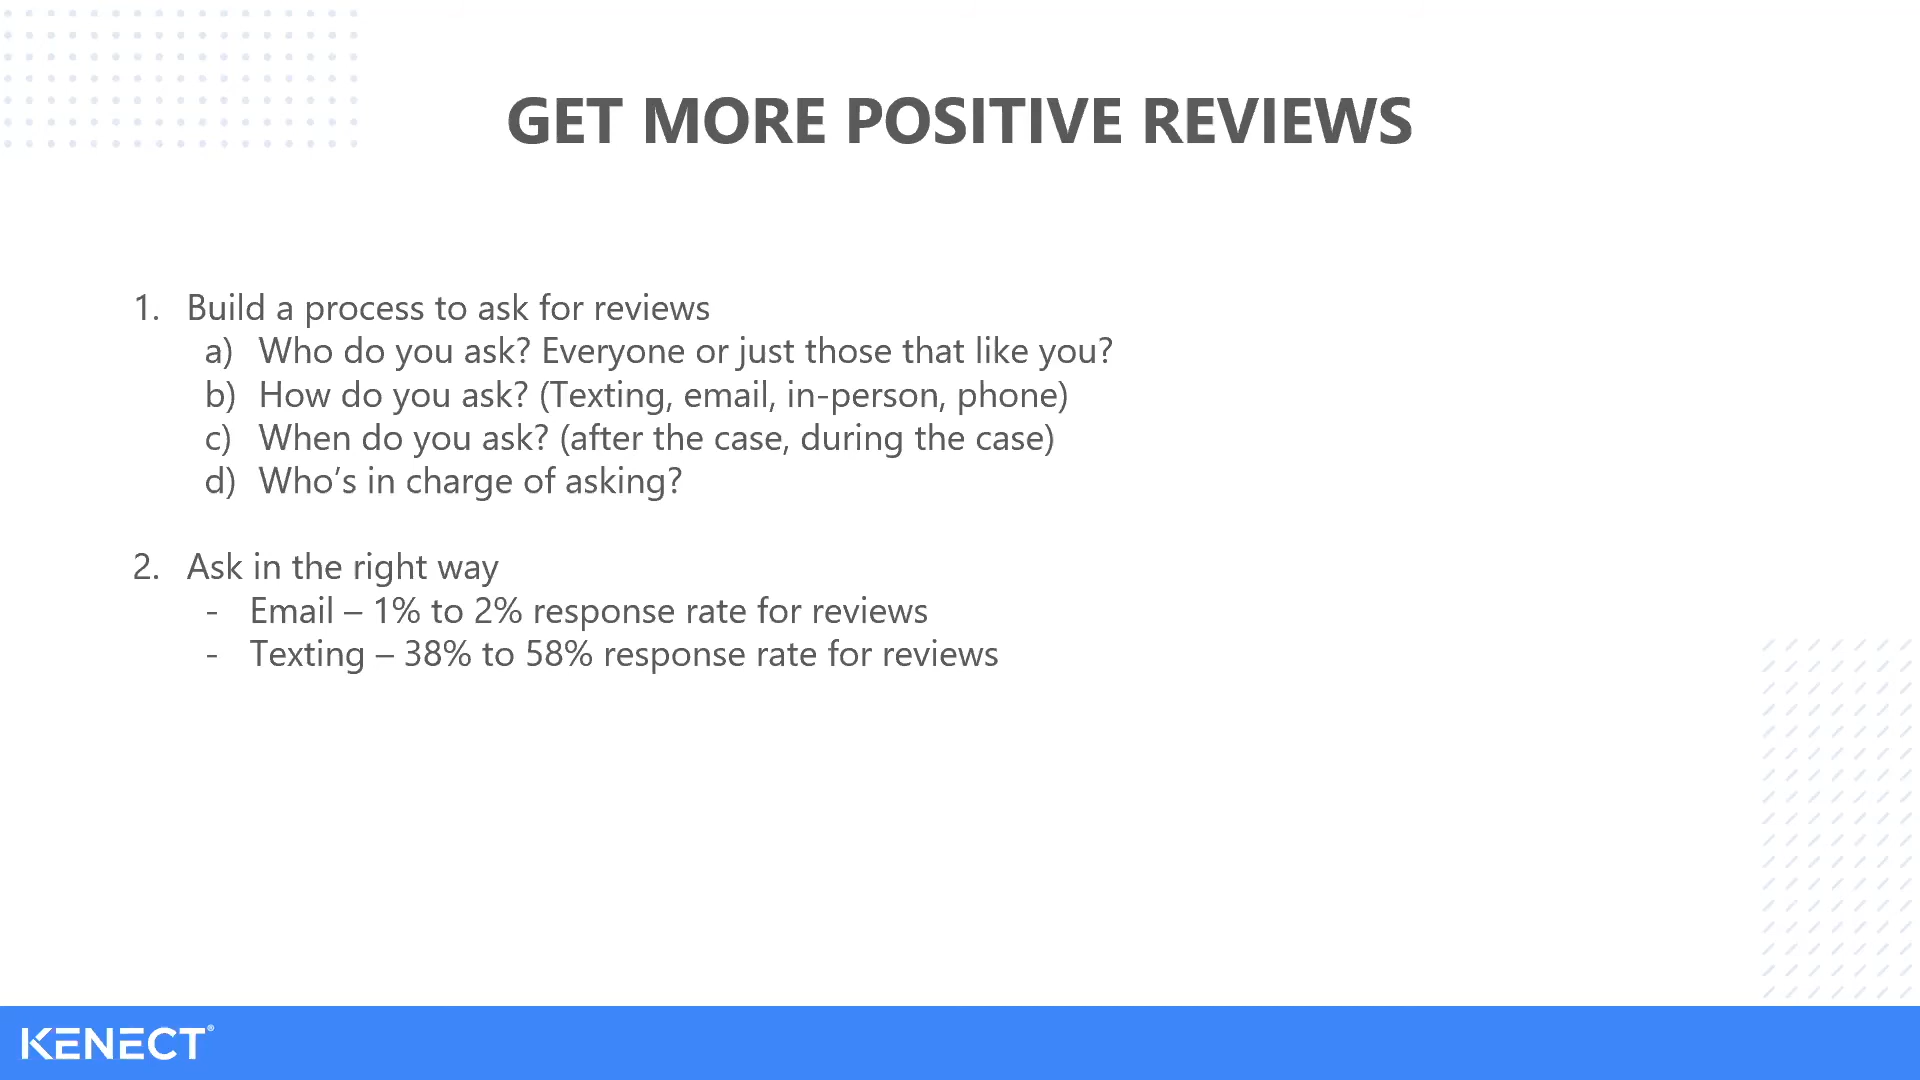 GET MORE POSITIVE REVIEWS
1. Build a process to ask for reviews
a) Who do you ask? Everyone or just those that like you?
b) How do you ask? (Texting, email, in-person, phone)
c) When do you ask? (after the case, during the case)
d) Who’s in charge of asking?
2. Ask in the right way
- Email – 1% to 2% response rate for reviews
- Texting – 38% to 58% response rate for reviews
KENECT®